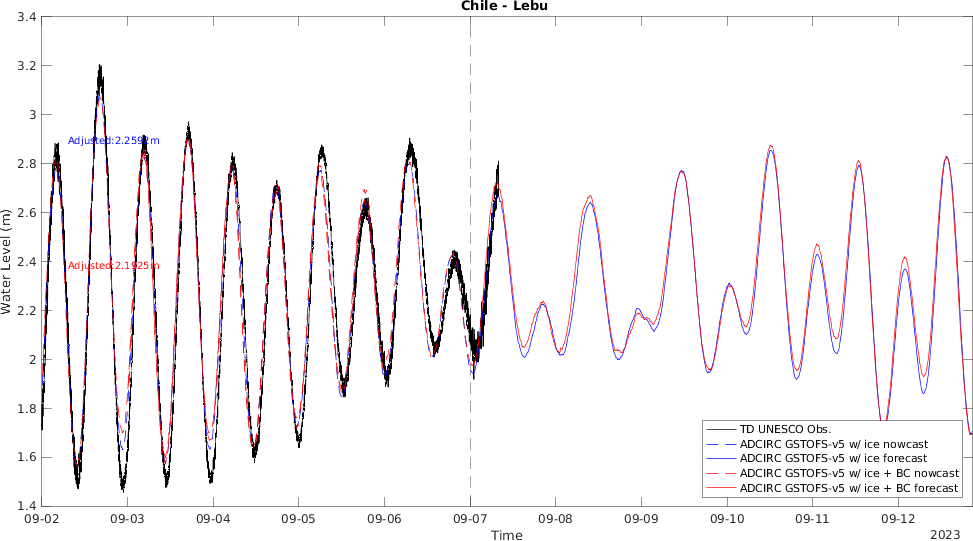 Chile - Lebu
3.4
3.2
3
2.8
2.6
2.4
2.2
2
1.8
1.6
1.4
Water Level (m)
Adjusted:2.2592m
Adjusted:2.1925m
TD UNESCO Obs.
ADCIRC GSTOFS-v5 w/ ice nowcast
ADCIRC GSTOFS-v5 w/ ice forecast
ADCIRC GSTOFS-v5 w/ ice + BC nowcast
ADCIRC GSTOFS-v5 w/ ice + BC forecast
09-02 09-03 09-04 09-05 09-06 09-07 09-08 09-09 09-10 09-11 09-12
Time
2023